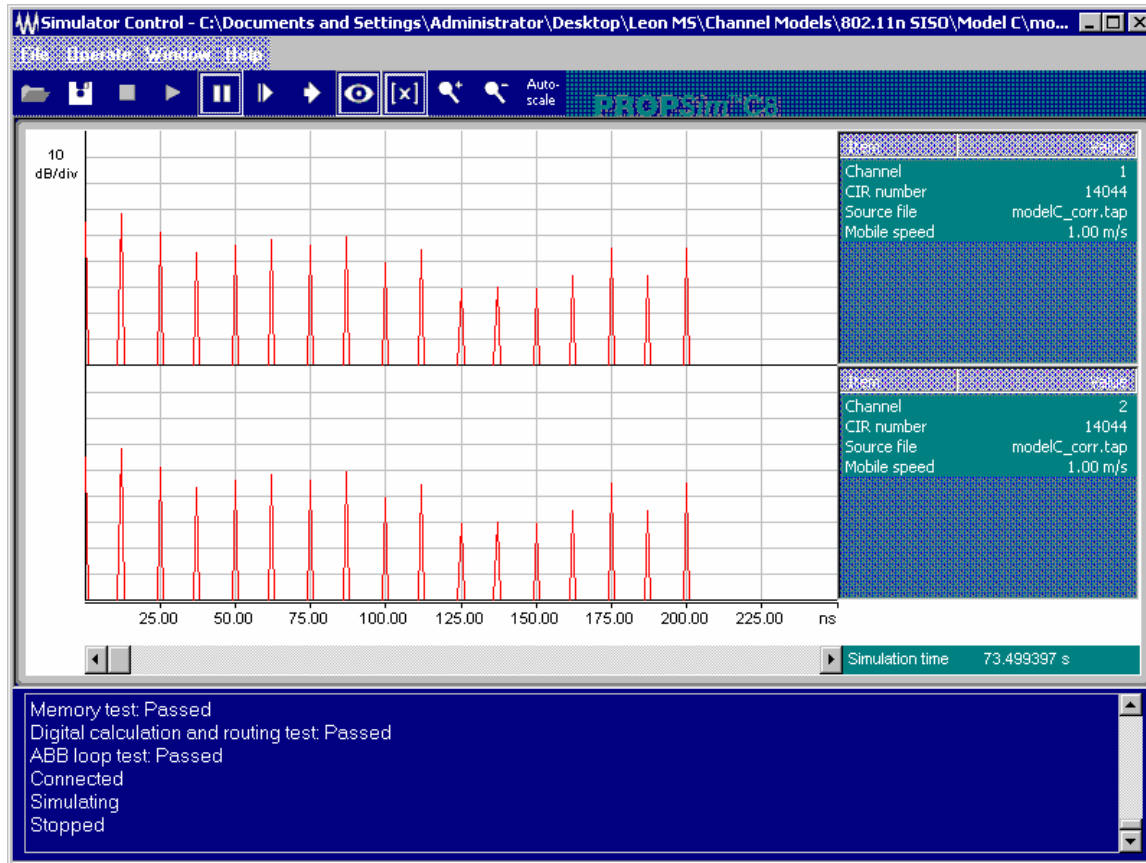 Simulator Control - C:\Documents and Settings\Administrator\Desktop\Leon MS\Channel Models\802.11n SISO\Model C\mo...
File Operate Window Help
Auto-
scale
PROPSim™C8
10
dB/div
Item Value
Channel 1
CIR number 14044
Source file modelC_corr.tap
Mobile speed 1.00 m/s
Item Value
Channel 2
CIR number 14044
Source file modelC_corr.tap
Mobile speed 1.00 m/s
25.00 50.00 75.00 100.00 125.00 150.00 175.00 200.00 225.00 ns
Simulation time 73.499397 s
Memory test: Passed
Digital calculation and routing test: Passed
ABB loop test: Passed
Connected
Simulating
Stopped